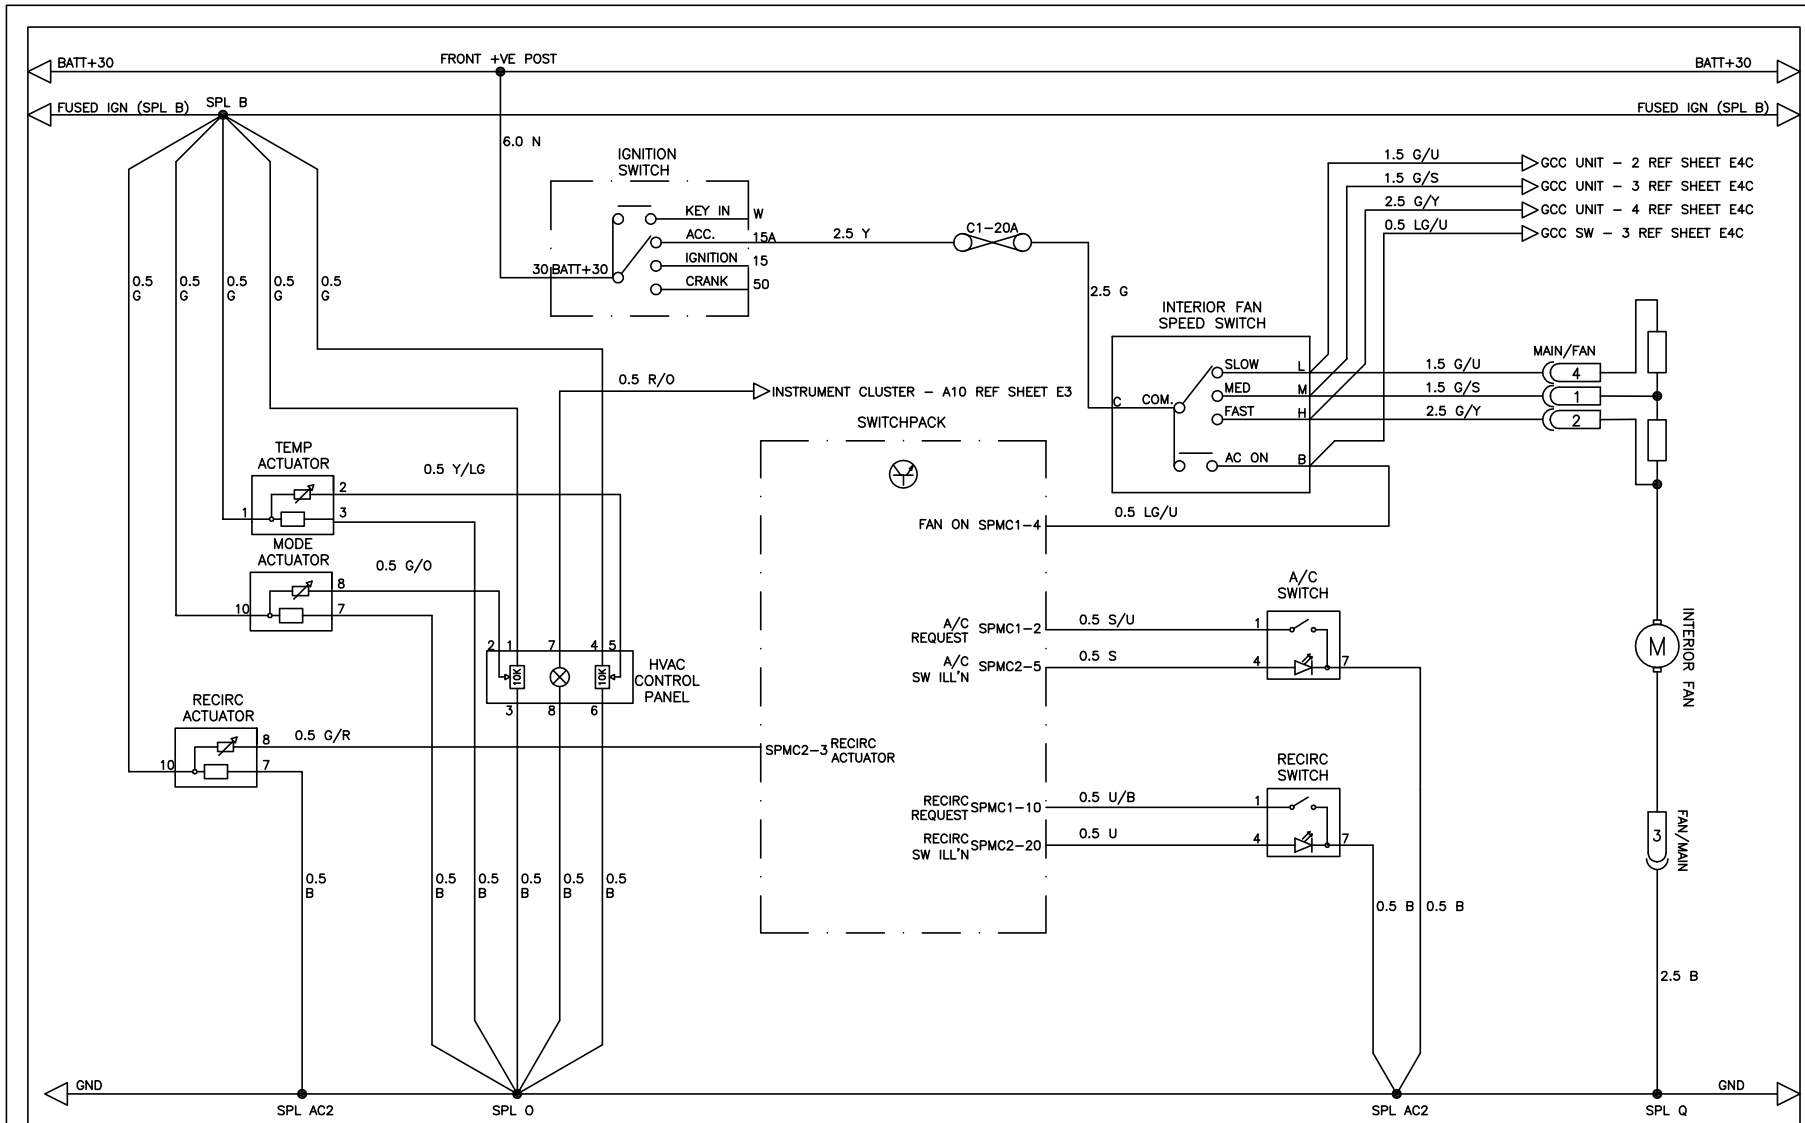 BATT+30
FRONT +VE POST
BATT+30
FUSED IGN (SPL B)
SPL B
FUSED IGN (SPL B)
6.0 N
IGNITION
SWITCH
KEY IN
W
ACC.
15A
IGNITION
15
CRANK
50
30
BATT+30
2.5 Y
C1-20A
2.5 G
1.5 G/U
GCC UNIT - 2 REF SHEET E4C
1.5 G/S
GCC UNIT - 3 REF SHEET E4C
2.5 G/Y
GCC UNIT - 4 REF SHEET E4C
0.5 LG/U
GCC SW - 3 REF SHEET E4C
0.5
G
0.5
G
0.5
G
0.5
G
0.5
G
INTERIOR FAN
SPEED SWITCH
SLOW
L
MED
M
FAST
H
C
COM.
AC ON
B
1.5 G/U
1.5 G/S
2.5 G/Y
MAIN/FAN
4
1
2
0.5 R/O
INSTRUMENT CLUSTER - A10 REF SHEET E3
SWITCHPACK
TEMP
ACTUATOR
1
2
3
0.5 Y/LG
MODE
ACTUATOR
10
8
7
0.5 G/O
FAN ON SPMC1-4
0.5 LG/U
A/C
REQUEST
SPMC1-2
0.5 S/U
A/C
SW ILL'N
SPMC2-5
0.5 S
A/C
SWITCH
1
4
7
2
1
7
4
5
10K
10K
3
8
6
HVAC
CONTROL
PANEL
M
INTERIOR FAN
RECIRC
ACTUATOR
10
8
7
0.5 G/R
SPMC2-3
RECIRC
ACTUATOR
RECIRC
REQUEST
SPMC1-10
0.5 U/B
RECIRC
SW ILL'N
SPMC2-20
0.5 U
RECIRC
SWITCH
1
4
7
3
FAN/MAIN
0.5
B
0.5
B
0.5
B
0.5
B
0.5
B
0.5
B
0.5 B
0.5 B
2.5 B
GND
SPL AC2
SPL O
SPL AC2
SPL Q
GND